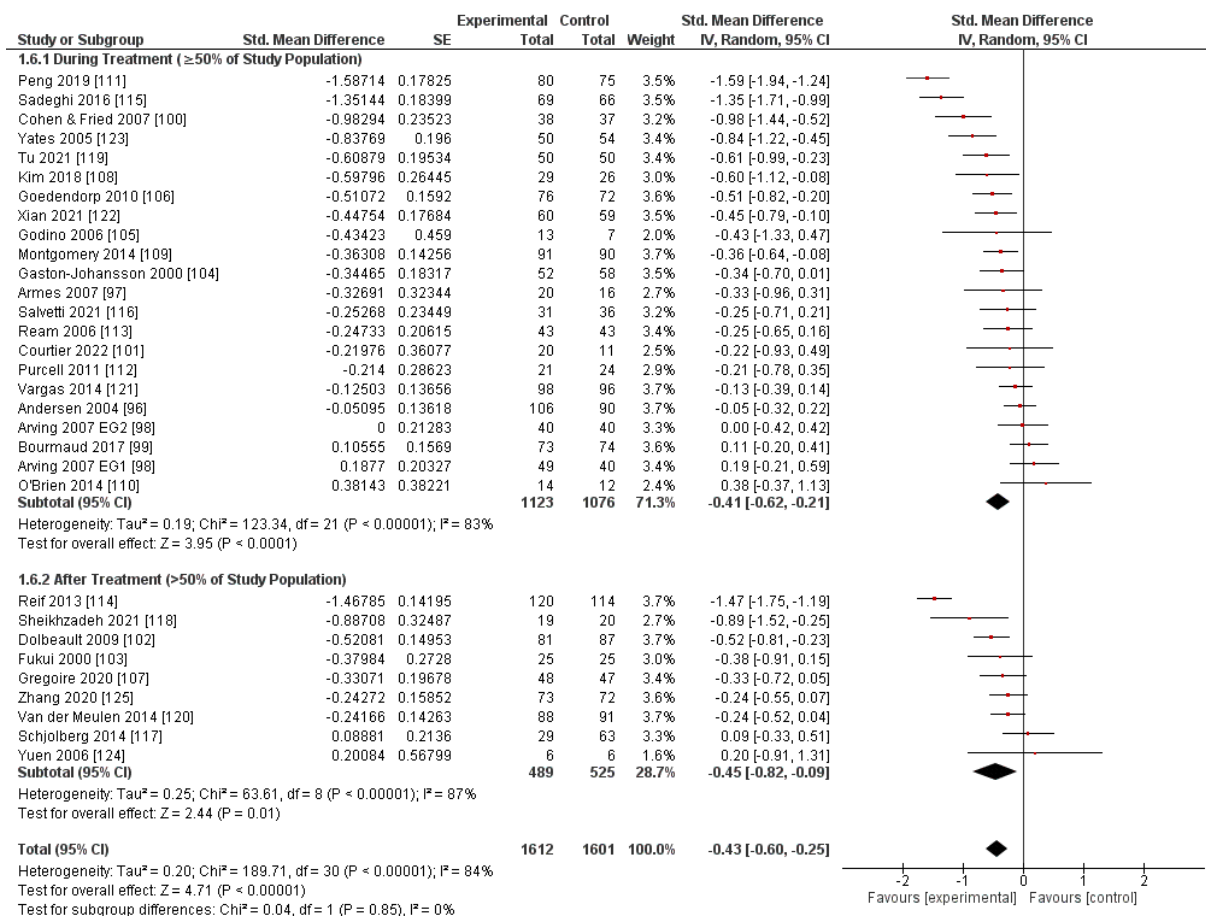 Experimental Control Std. Mean Difference Std. Mean Difference
Study or Subgroup Std. Mean Difference SE Total Total Weight IV, Random, 95% CI IV, Random, 95% CI
1.6.1 During Treatment (≥50% of Study Population)
Peng 2019 [111] -1.58714 0.17825 80 75 3.5% -1.59 [-1.94, -1.24]
Sadeghi 2016 [115] -1.35144 0.18399 69 66 3.5% -1.35 [-1.71, -0.99]
Cohen & Fried 2007 [100] -0.98294 0.23523 38 37 3.2% -0.98 [-1.44, -0.52]
Yates 2005 [123] -0.83769 0.196 50 54 3.4% -0.84 [-1.22, -0.45]
Tu 2021 [119] -0.60879 0.19534 50 50 3.4% -0.61 [-0.99, -0.23]
Kim 2018 [108] -0.59796 0.26445 29 26 3.1% -0.60 [-1.12, -0.08]
Goedendorp 2010 [106] -0.51072 0.1592 76 72 3.6% -0.51 [-0.82, -0.20]
Xian 2021 [122] -0.44754 0.17684 60 59 3.5% -0.45 [-0.79, -0.10]
Godino 2006 [105] -0.43423 0.459 13 7 2.0% -0.43 [-1.33, 0.47]
Montgomery 2014 [109] -0.36308 0.14256 91 90 3.7% -0.36 [-0.64, -0.08]
Gaston-Johansson 2000 [104] -0.34465 0.18317 52 58 3.5% -0.34 [-0.70, 0.01]
Armes 2007 [97] -0.32691 0.32344 20 16 2.7% -0.33 [-0.96, 0.31]
Salvetti 2021 [116] -0.25268 0.23449 31 36 3.2% -0.25 [-0.71, 0.21]
Ream 2006 [113] -0.24733 0.20615 43 43 3.4% -0.25 [-0.65, 0.16]
Courtier 2022 [101] -0.21976 0.36077 20 11 2.5% -0.22 [-0.93, 0.49]
Purcell 2011 [112] -0.214 0.28623 21 24 2.9% -0.21 [-0.78, 0.35]
Vargas 2014 [121] -0.12503 0.13656 98 96 3.7% -0.13 [-0.39, 0.14]
Andersen 2004 [96] -0.05095 0.13618 106 90 3.7% -0.05 [-0.32, 0.22]
Arving 2007 EG2 [98] 0 0.21283 40 40 3.3% 0.00 [-0.42, 0.42]
Bourmaud 2017 [99] 0.10555 0.1569 73 74 3.6% 0.11 [-0.20, 0.41]
Arving 2007 EG1 [98] 0.1877 0.20327 49 40 3.4% 0.19 [-0.21, 0.59]
O'Brien 2014 [110] 0.38143 0.38221 14 12 2.4% 0.38 [-0.37, 1.13]
Subtotal (95% CI) 1123 1076 71.3% -0.41 [-0.62, -0.21]
Heterogeneity: Tau² = 0.19; Chi² = 123.34, df = 21 (P < 0.00001); I² = 83%
Test for overall effect: Z = 3.95 (P < 0.0001)
1.6.2 After Treatment (>50% of Study Population)
Reif 2013 [114] -1.46785 0.14195 120 114 3.7% -1.47 [-1.75, -1.19]
Sheikhzadeh 2021 [118] -0.88708 0.32487 19 20 2.7% -0.89 [-1.52, -0.25]
Dolbeault 2009 [102] -0.52081 0.14953 81 87 3.6% -0.52 [-0.81, -0.23]
Fukui 2000 [103] -0.37984 0.2728 25 25 3.0% -0.38 [-0.91, 0.15]
Gregoire 2020 [107] -0.33071 0.19678 48 47 3.4% -0.33 [-0.72, 0.05]
Zhang 2020 [125] -0.24272 0.15852 73 72 3.6% -0.24 [-0.55, 0.07]
Van der Meulen 2014 [120] -0.24166 0.14263 88 91 3.7% -0.24 [-0.52, 0.04]
Schjolberg 2014 [117] 0.08881 0.2136 29 63 3.3% 0.09 [-0.33, 0.51]
Yuen 2006 [124] 0.20084 0.56799 6 6 1.6% 0.20 [-0.91, 1.31]
Subtotal (95% CI) 489 525 28.7% -0.45 [-0.82, -0.09]
Heterogeneity: Tau² = 0.25; Chi² = 63.61, df = 8 (P < 0.00001); I² = 87%
Test for overall effect: Z = 2.44 (P = 0.01)
Total (95% CI) 1612 1601 100.0% -0.43 [-0.60, -0.25]
Heterogeneity: Tau² = 0.20; Chi² = 189.71, df = 30 (P < 0.00001); I² = 84%
Test for overall effect: Z = 4.71 (P < 0.00001)
Test for subgroup differences: Chi² = 0.04, df = 1 (P = 0.85), I² = 0%
-2 -1 0 1 2
Favours [experimental] Favours [control]